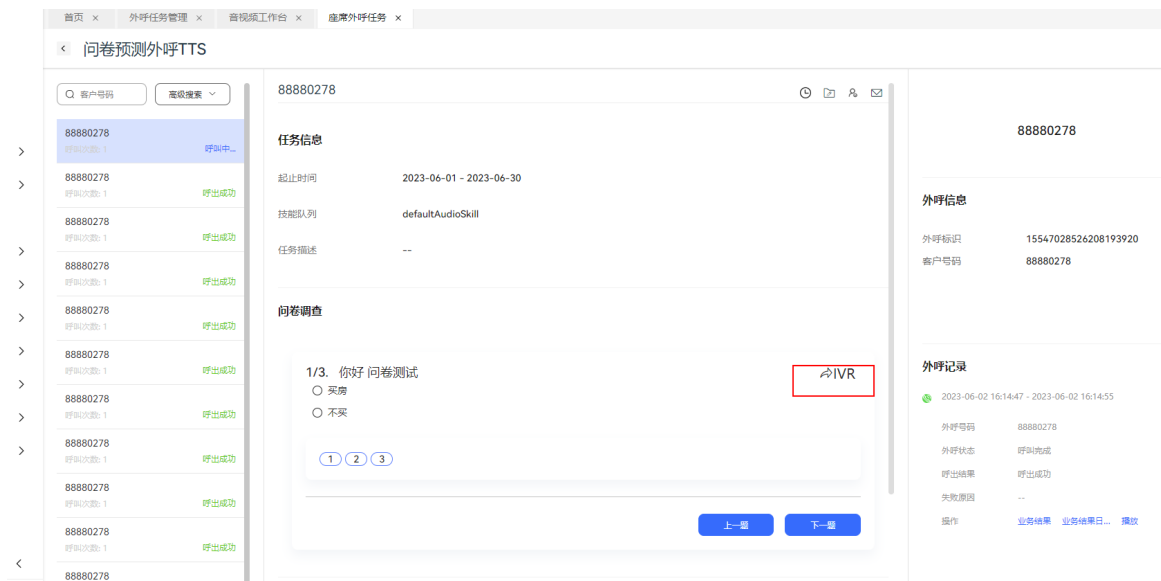 首页 × 外呼任务管理 × 音视频工作台 × 座席外呼任务 ×
问卷预测外呼TTS
客户号码 高级搜索
88880278
呼叫次数: 1 呼叫中...
88880278
呼叫次数: 1 呼出成功
88880278
呼叫次数: 1 呼出成功
88880278
呼叫次数: 1 呼出成功
88880278
呼叫次数: 1 呼出成功
88880278
呼叫次数: 1 呼出成功
88880278
呼叫次数: 1 呼出成功
88880278
呼叫次数: 1 呼出成功
88880278
呼叫次数: 1 呼出成功
88880278
呼叫次数: 1 呼出成功
88880278
88880278
任务信息
起止时间 2023-06-01 - 2023-06-30
技能队列 defaultAudioSkill
任务描述 --
问卷调查
1/3. 你好 问卷测试 IVR
买房
不买
1 2 3
上一题 下一题
88880278
外呼信息
外呼标识 15547028526208193920
客户号码 88880278
外呼记录
2023-06-02 16:14:47 - 2023-06-02 16:14:55
外呼号码 88880278
外呼状态 呼叫完成
呼出结果 呼出成功
失败原因 --
操作 业务结果 业务结果日... 播放